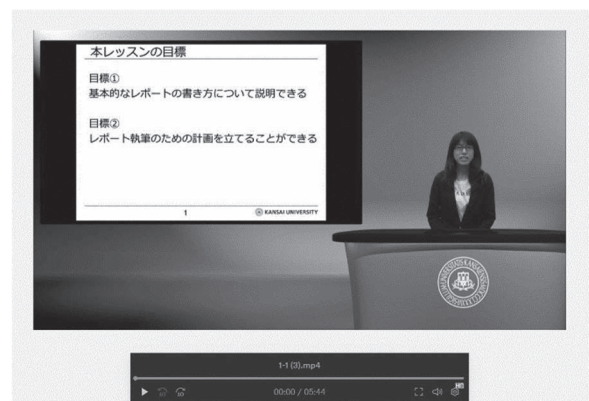 本レッスンの目標
目標①
基本的なレポートの書き方について説明できる
目標②
レポート執筆のための計画を立てることができる
1
KANSAI UNIVERSITY
1-1 (3).mp4
00:00 / 05:44
HD